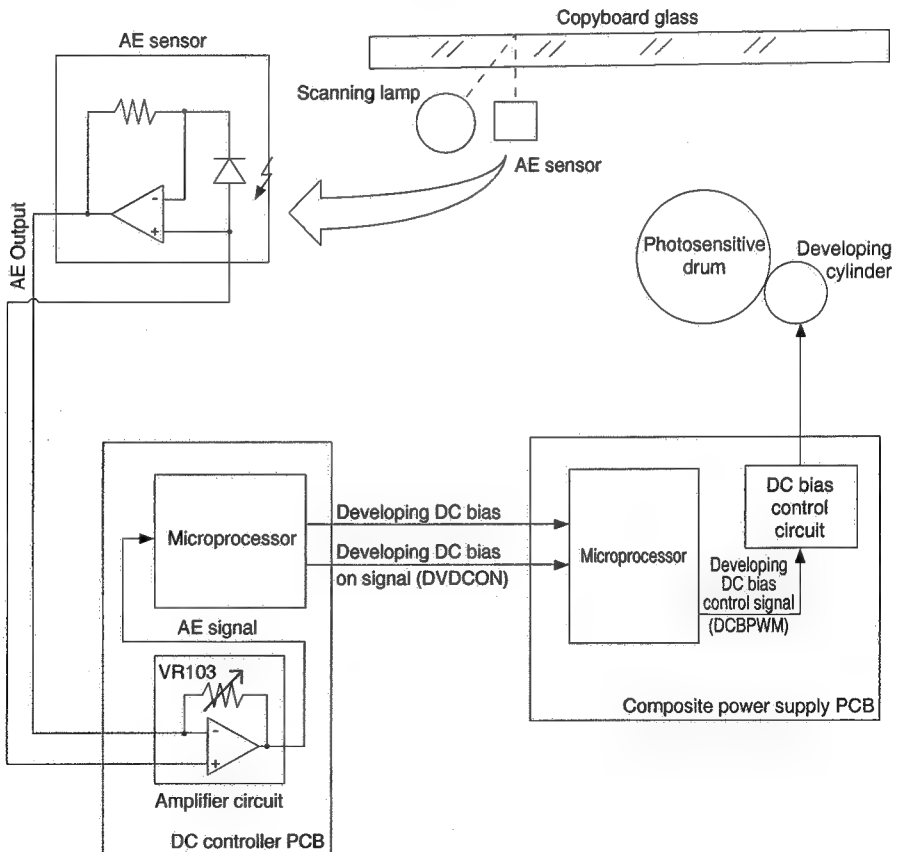 Copyboard glass
AE sensor
Scanning lamp
AE sensor
-
+
AE Output
Photosensitive
drum
Developing
cylinder
Microprocessor
Developing DC bias
Developing DC bias
on signal (DVDCON)
Microprocessor
DC bias
control
circuit
Developing
DC bias
control signal
(DCBPWM)
AE signal
VR103
-
+
Composite power supply PCB
Amplifier circuit
DC controller PCB